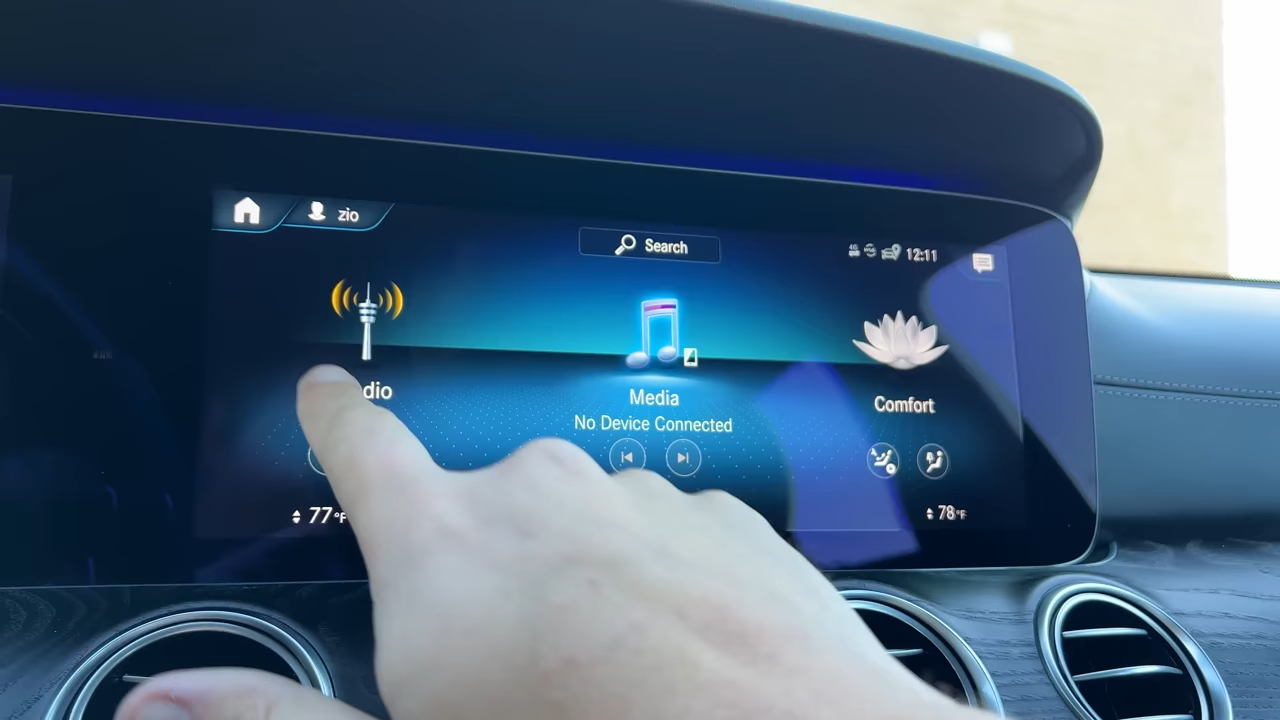 zio
Search
12:11
dio
Media
Comfort
No Device Connected
77°F
78°F